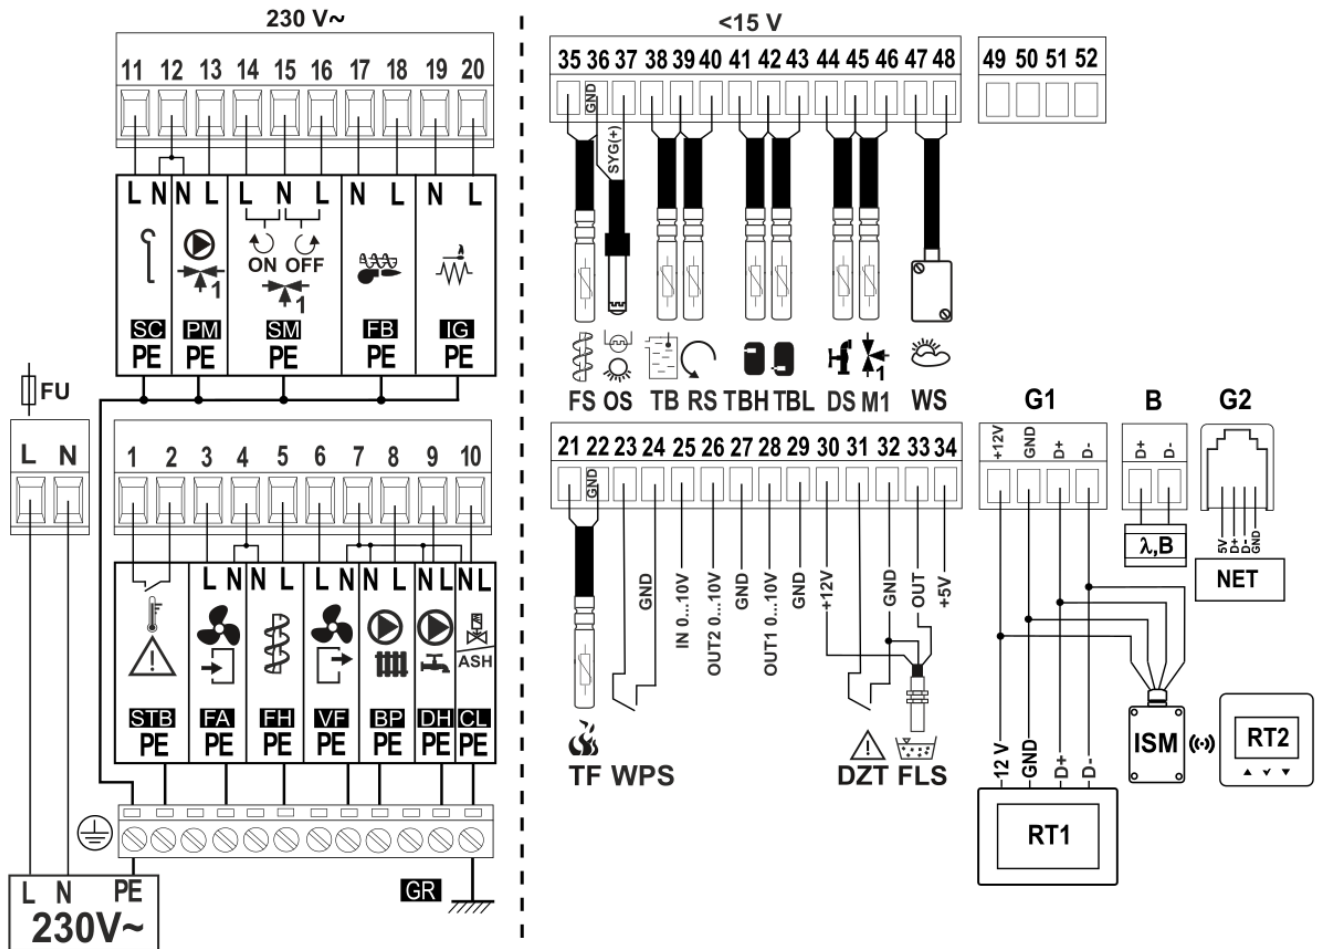 230 V~
<15 V
11 12 13 14 15 16 17 18 19 20
35 36 37 38 39 40 41 42 43 44 45 46 47 48
49 50 51 52
GND
SYG(+)
L N N L L N L N L N L
ON OFF
1
1
SC PM SM FB IG
PE PE PE PE PE
1
FS OS TB RS TBH TBL DS M1 WS
FU
L N
1 2 3 4 5 6 7 8 9 10
21 22 23 24 25 26 27 28 29 30 31 32 33 34
GND
G1 B G2
+12V GND D+ D-
D+ D-
5V D+ D- GND
λ,B
NET
L N N L L N L N L N L
ASH
STB FA FH VF BP DH CL
PE PE PE PE PE PE PE
GND
IN 0...10V
OUT2 0...10V
GND
OUT1 0...10V
GND
+12V
GND
OUT
+5V
TF WPS
DZT FLS
12 V GND D+ D-
ISM
RT2
RT1
GR
L N PE
230V~